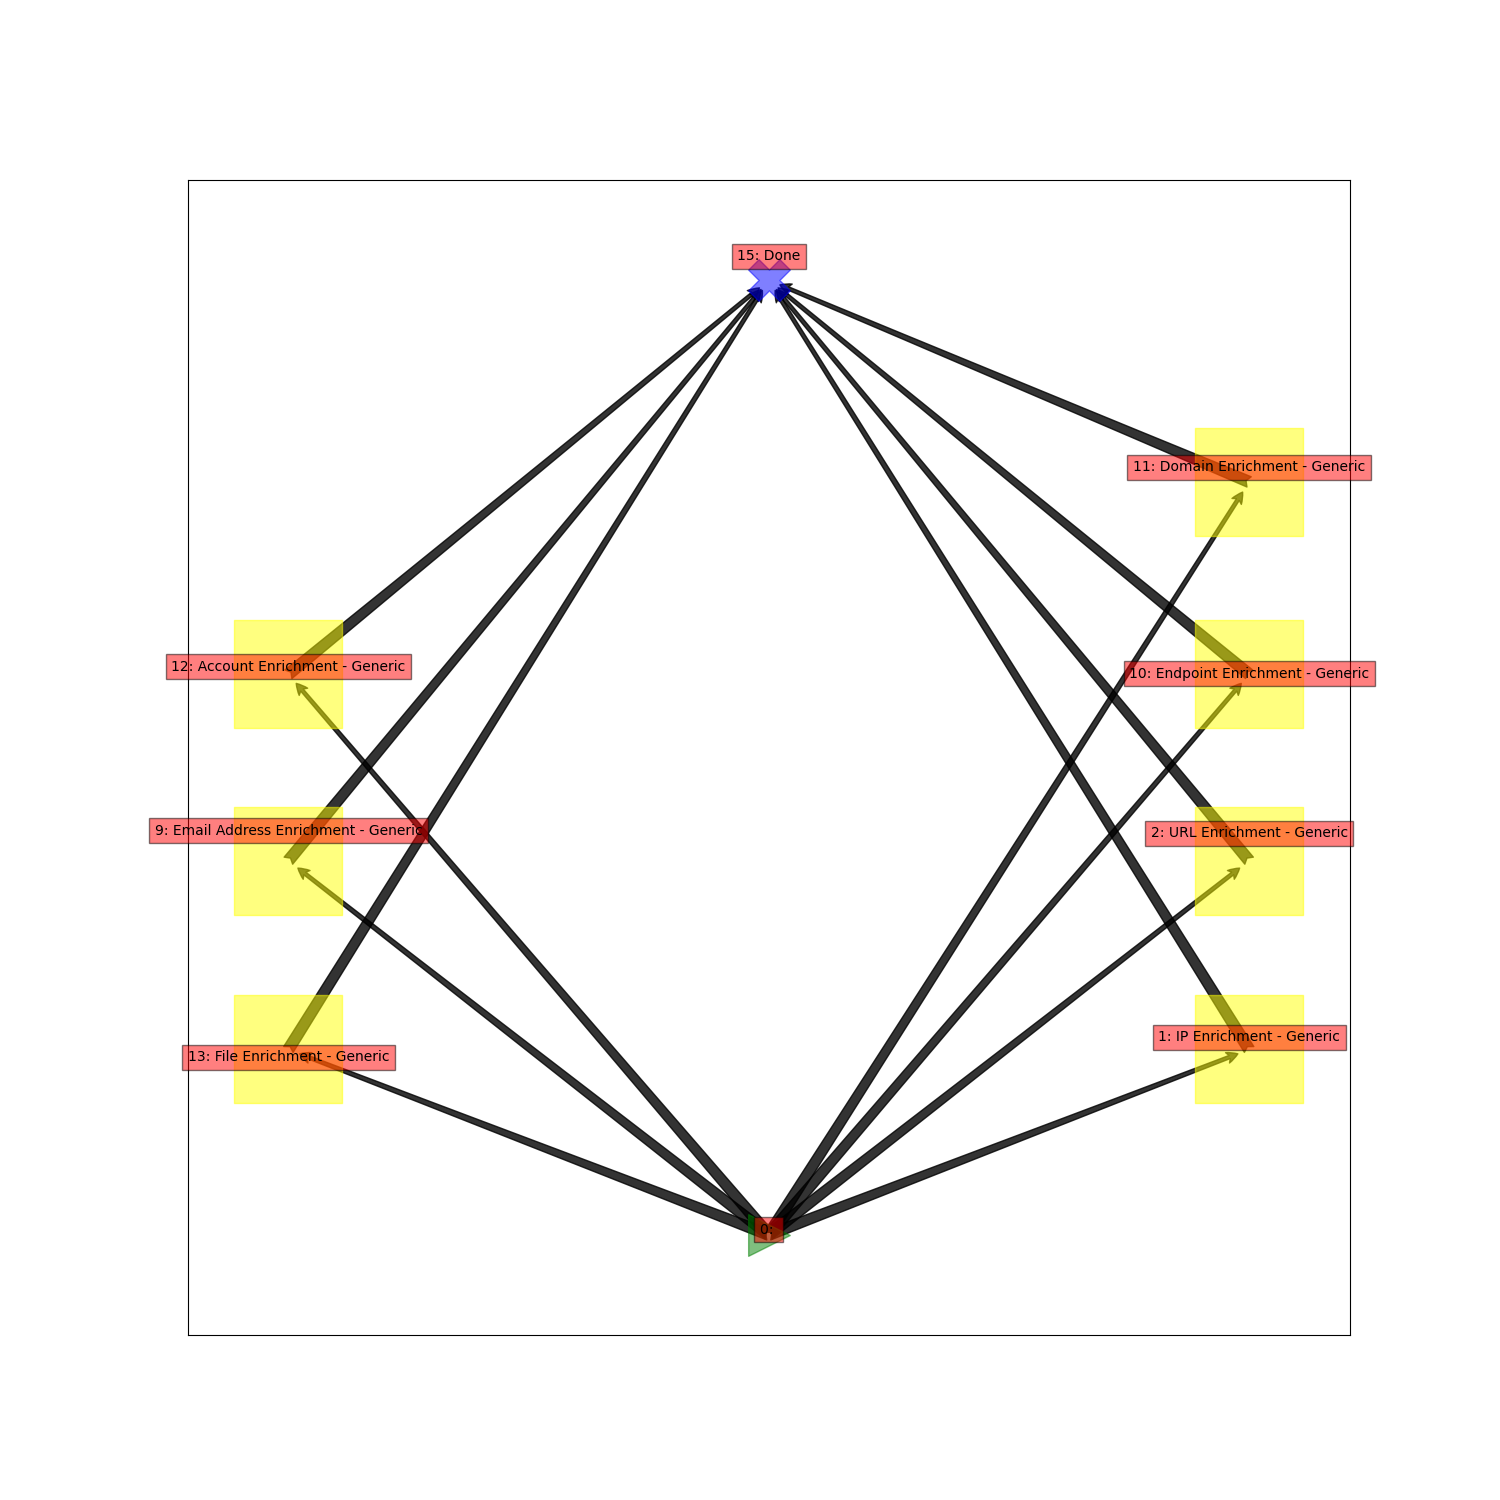 15: Done
11: Domain Enrichment - Generic
12: Account Enrichment - Generic
10: Endpoint Enrichment - Generic
9: Email Address Enrichment - Generic
2: URL Enrichment - Generic
13: File Enrichment - Generic
1: IP Enrichment - Generic
0: